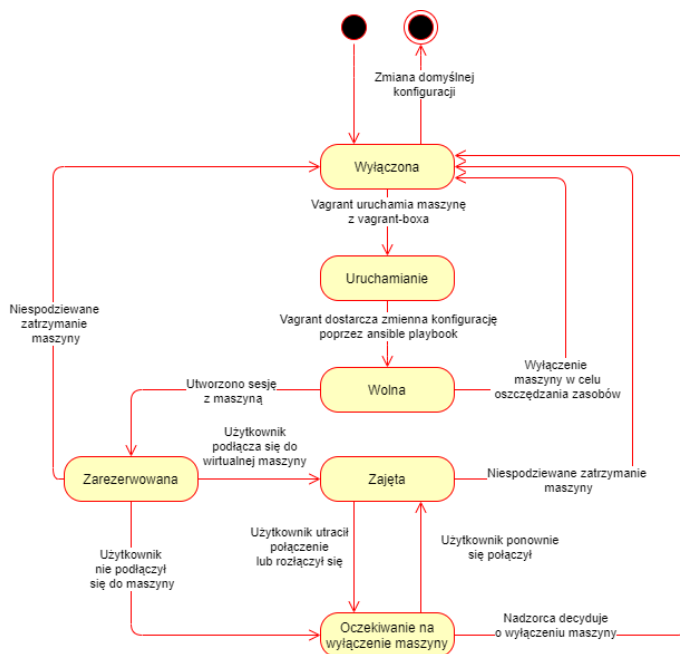 Zmiana domyślnej
konfiguracji
Wyłączona
Vagrant uruchamia maszynę
z vagrant-boxa
Uruchamianie
Niespodziewane
zatrzymanie
maszyny
Vagrant dostarcza zmienna konfigurację
poprzez ansible playbook
Wyłączenie
maszyny w celu
oszczędzania zasobów
Utworzono sesję
z maszyną
Wolna
Użytkownik
podłącza się do
wirtualnej maszyny
Zarezerwowana
Zajęta
Niespodziewane zatrzymanie
maszyny
Użytkownik
nie podłączył
się do maszyny
Użytkownik utracił
połączenie
lub rozłączył się
Użytkownik ponownie
się połączył
Oczekiwanie na
wyłączenie maszyny
Nadzorca decyduje
o wyłączeniu maszyny